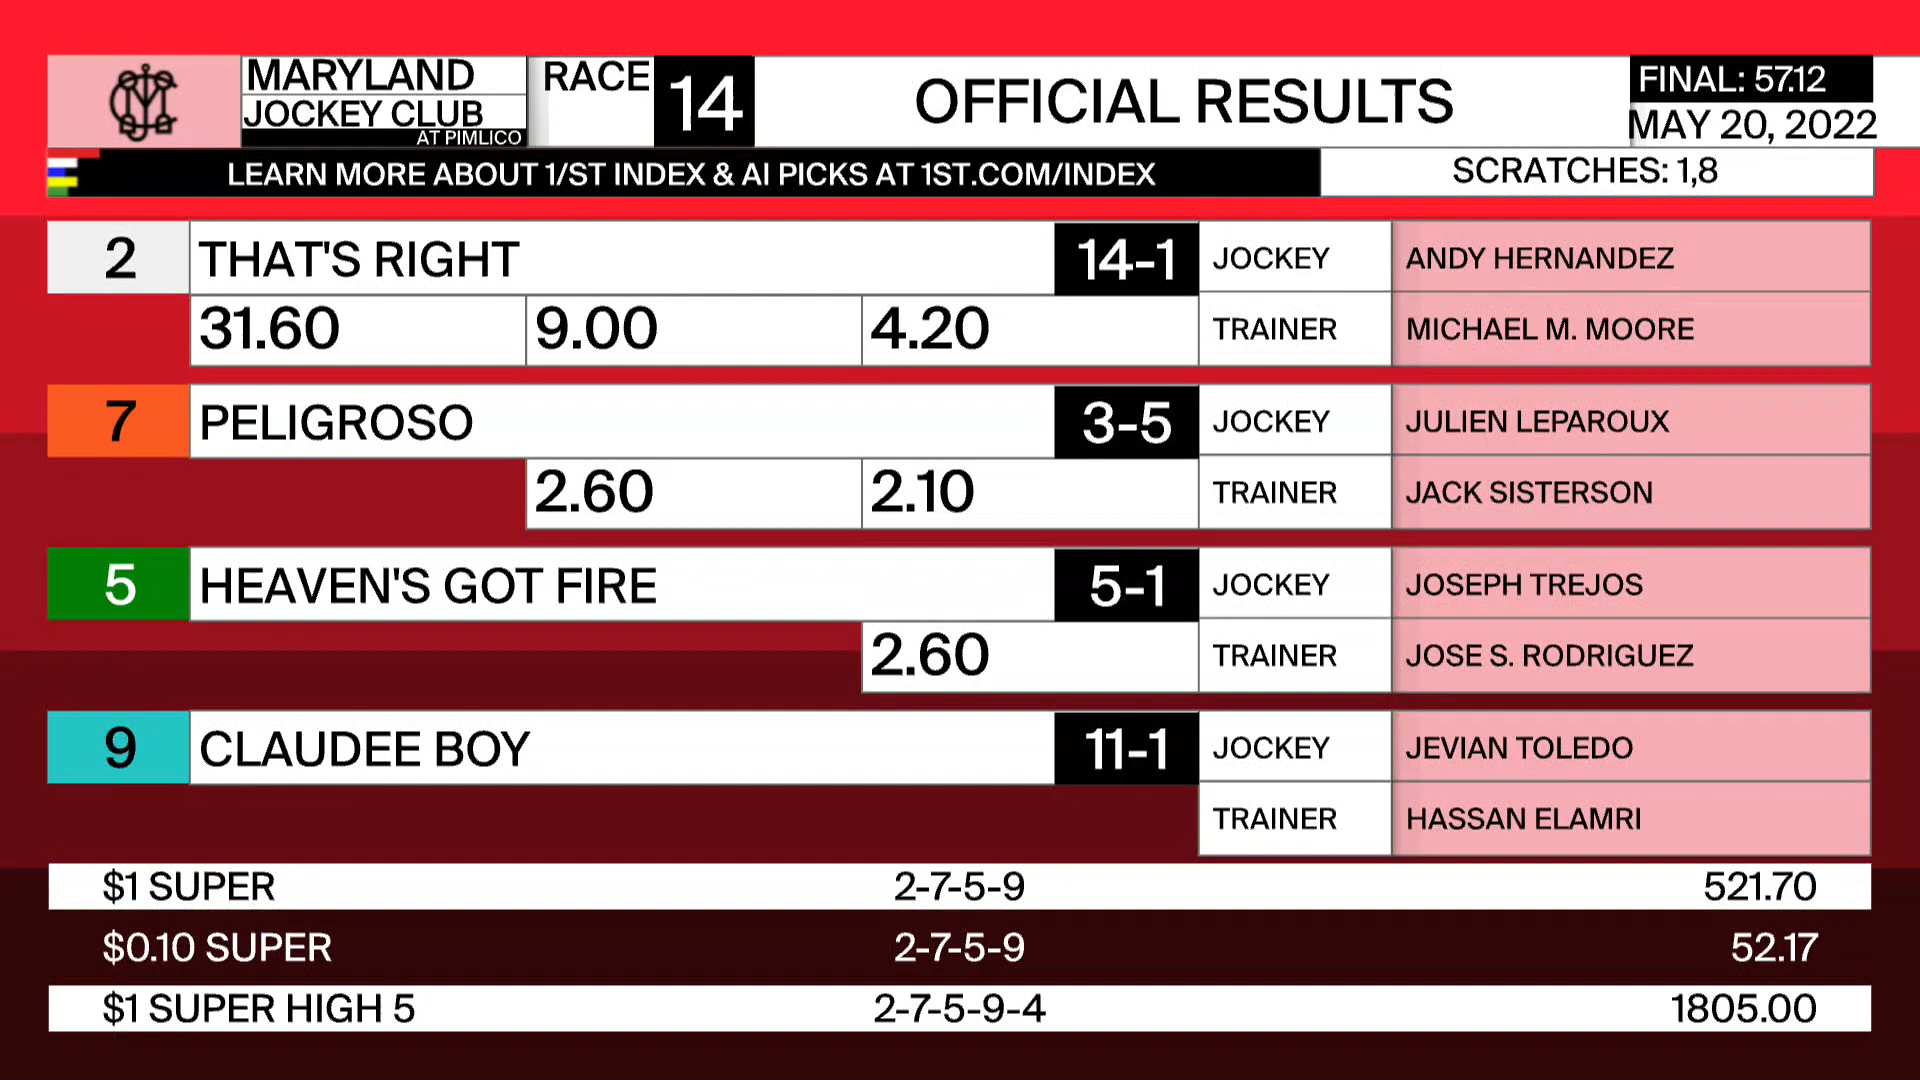 MARYLAND
JOCKEY CLUB
AT PIMLICO
RACE 14
OFFICIAL RESULTS
FINAL: 57.12
MAY 20, 2022
LEARN MORE ABOUT 1/ST INDEX & AI PICKS AT 1ST.COM/INDEX
SCRATCHES: 1,8
2 THAT'S RIGHT 14-1 JOCKEY ANDY HERNANDEZ
31.60 9.00 4.20 TRAINER MICHAEL M. MOORE
7 PELIGROSO 3-5 JOCKEY JULIEN LEPAROUX
2.60 2.10 TRAINER JACK SISTERSON
5 HEAVEN'S GOT FIRE 5-1 JOCKEY JOSEPH TREJOS
2.60 TRAINER JOSE S. RODRIGUEZ
9 CLAUDEE BOY 11-1 JOCKEY JEVIAN TOLEDO
TRAINER HASSAN ELAMRI
$1 SUPER 2-7-5-9 521.70
$0.10 SUPER 2-7-5-9 52.17
$1 SUPER HIGH 5 2-7-5-9-4 1805.00